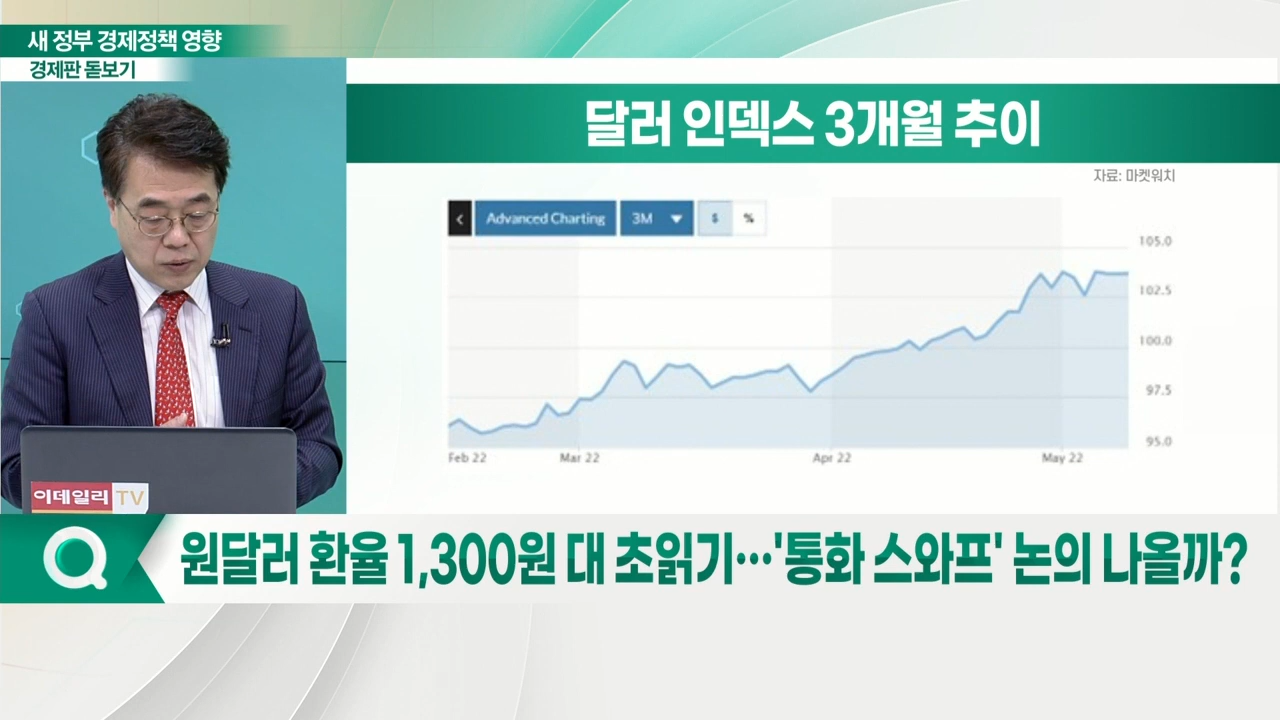 새 정부 경제정책 영향
경제판 돋보기
달러 인덱스 3개월 추이
자료: 마켓워치
< Advanced Charting 3M ▼ $ %
105.0
102.5
100.0
97.5
95.0
Feb 22 Mar 22 Apr 22 May 22
이데일리 TV
원달러 환율 1,300원 대 초읽기…'통화 스와프' 논의 나올까?